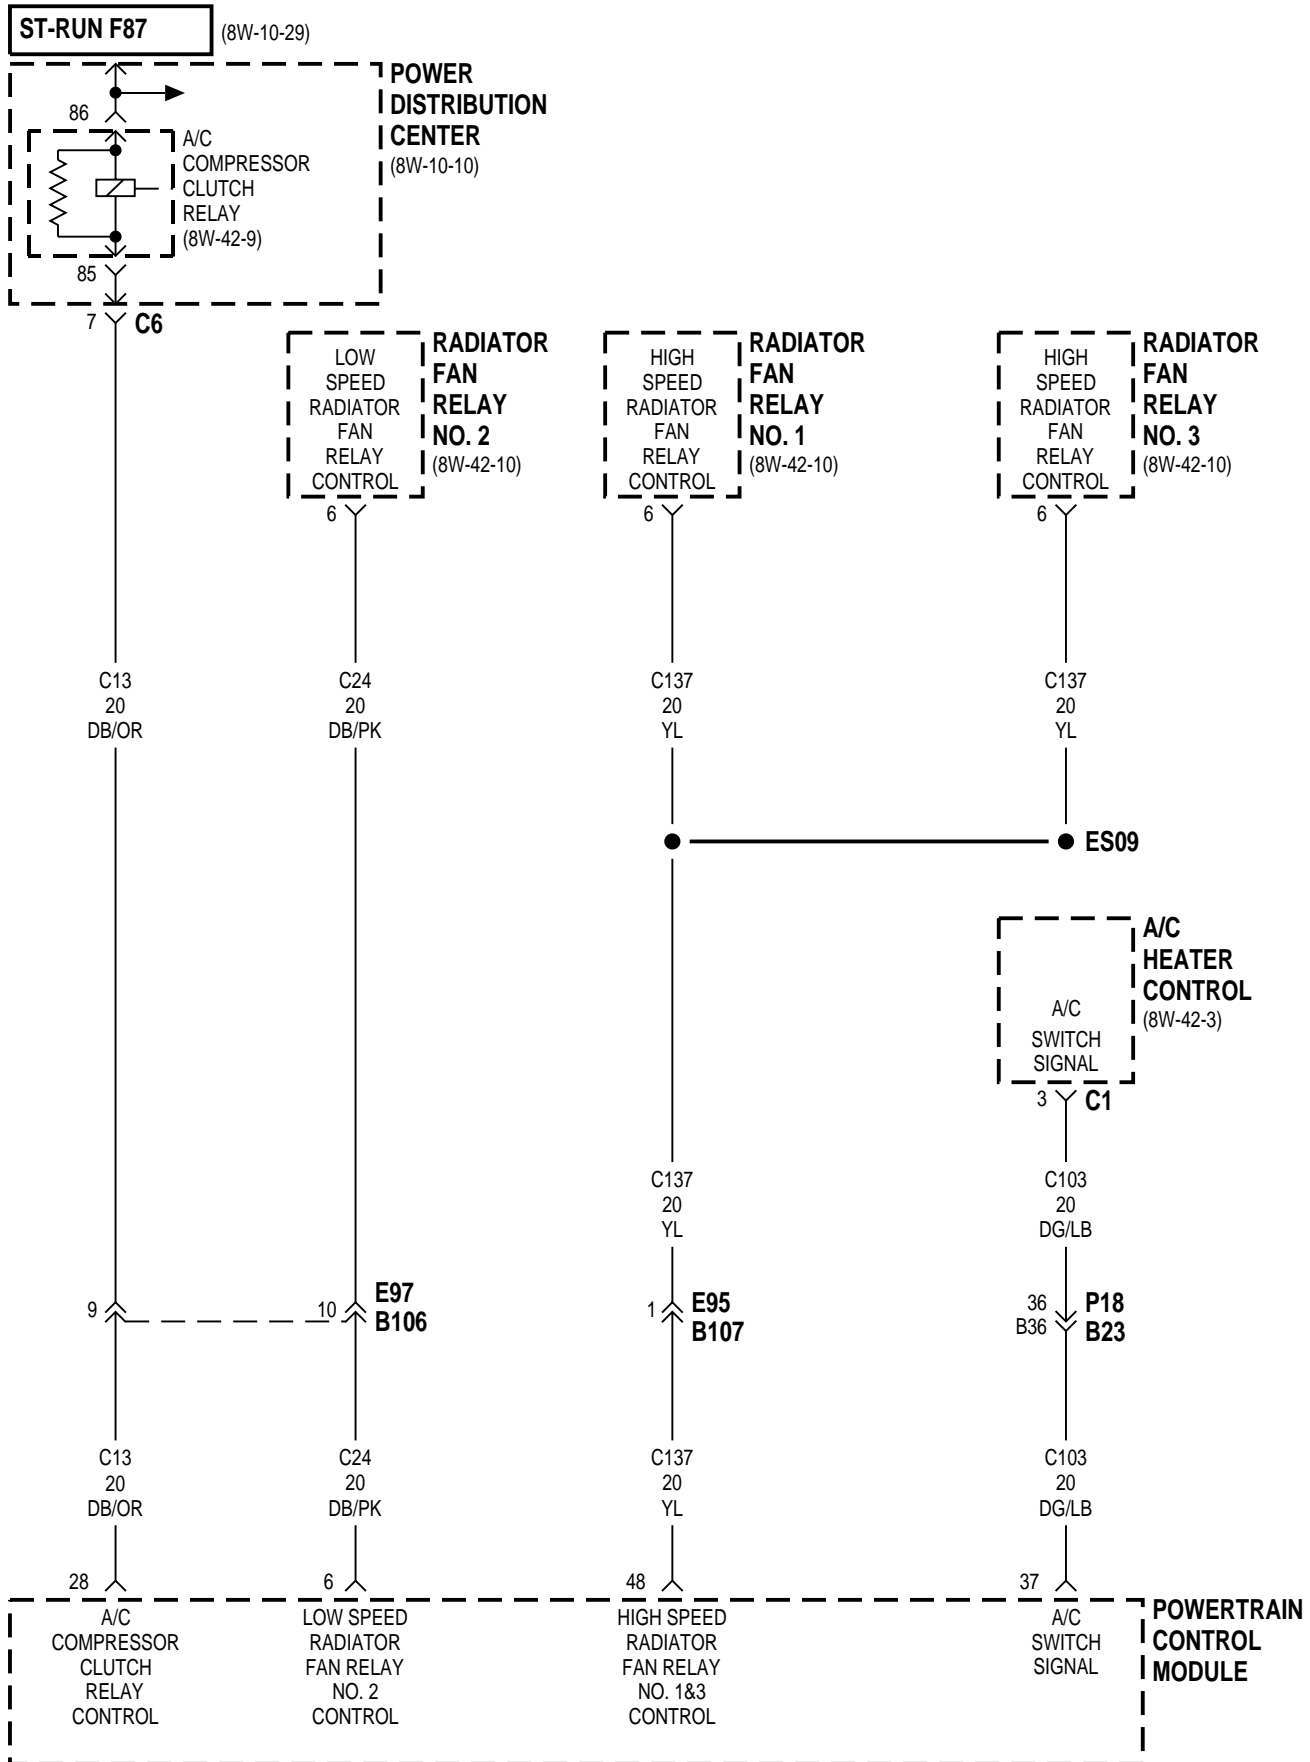 ST-RUN F87
(8W-10-29)
POWER
DISTRIBUTION
CENTER
(8W-10-10)
86
A/C
COMPRESSOR
CLUTCH
RELAY
(8W-42-9)
85
7
C6
LOW
SPEED
RADIATOR
FAN
RELAY
CONTROL
RADIATOR
FAN
RELAY
NO. 2
(8W-42-10)
6
HIGH
SPEED
RADIATOR
FAN
RELAY
CONTROL
RADIATOR
FAN
RELAY
NO. 1
(8W-42-10)
6
HIGH
SPEED
RADIATOR
FAN
RELAY
CONTROL
RADIATOR
FAN
RELAY
NO. 3
(8W-42-10)
6
C13
20
DB/OR
C24
20
DB/PK
C137
20
YL
C137
20
YL
ES09
A/C
SWITCH
SIGNAL
A/C
HEATER
CONTROL
(8W-42-3)
3
C1
C137
20
YL
C103
20
DG/LB
9
10
E97
B106
1
E95
B107
36
P18
B36
B23
C13
20
DB/OR
C24
20
DB/PK
C137
20
YL
C103
20
DG/LB
28
6
48
37
A/C
COMPRESSOR
CLUTCH
RELAY
CONTROL
LOW SPEED
RADIATOR
FAN RELAY
NO. 2
CONTROL
HIGH SPEED
RADIATOR
FAN RELAY
NO. 1&3
CONTROL
A/C
SWITCH
SIGNAL
POWERTRAIN
CONTROL
MODULE